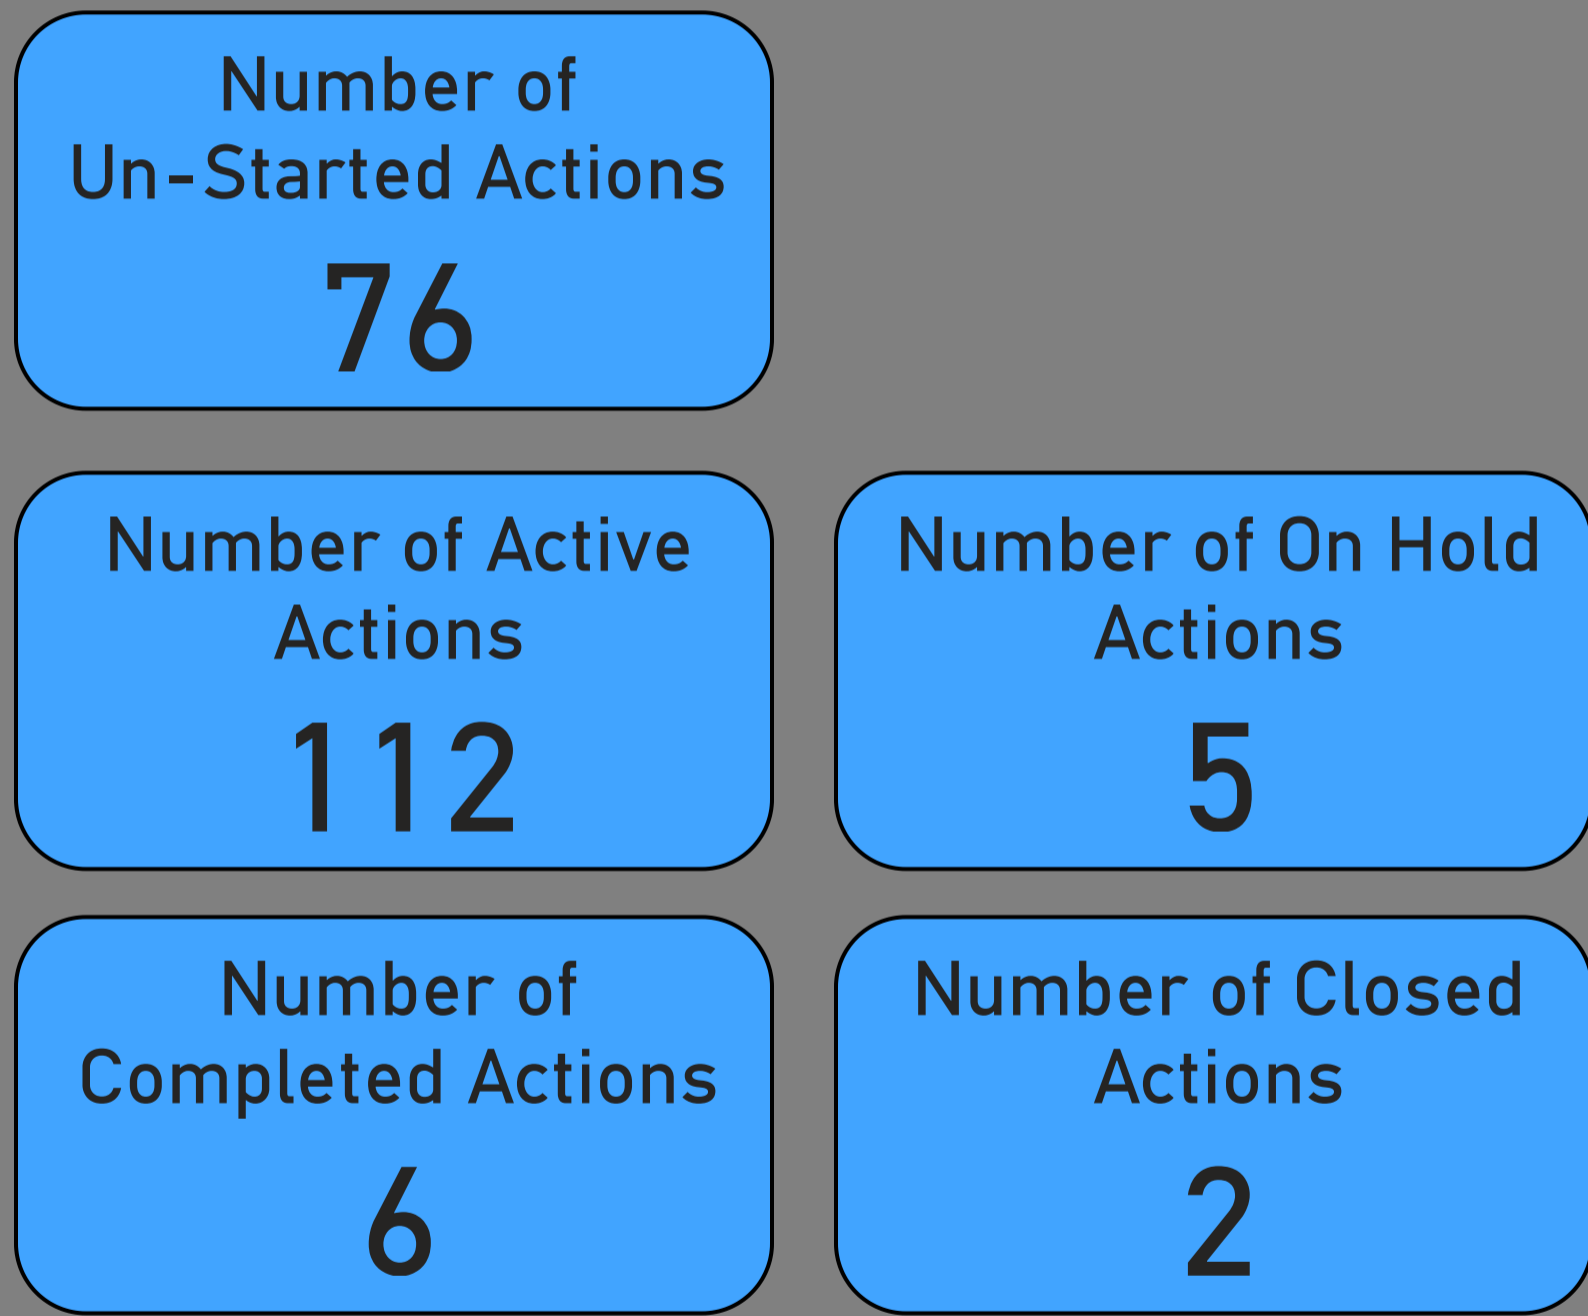 Number of
Un-Started Actions
76
Number of Active
Actions
112
Number of On Hold
Actions
5
Number of
Completed Actions
6
Number of Closed
Actions
2